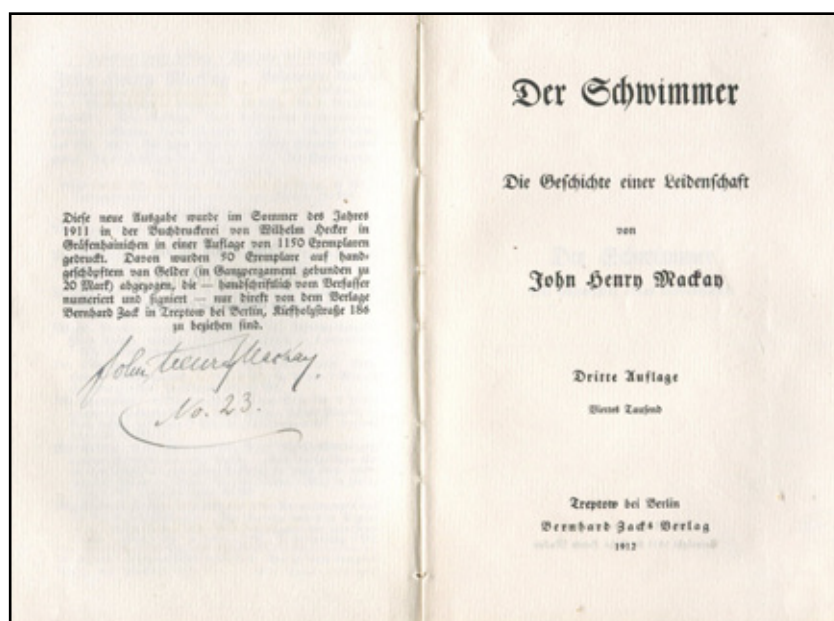 Diese neue Ausgabe wurde im Sommer des Jahres
1911 in der Buchdruckerei von Wilhelm Hecker in
Gräfenhainichen in einer Auflage von 1150 Exemplaren
gedruckt. Davon wurden 50 Exemplare auf hand-
geschöpftem van Gelder (in Ganzpergament gebunden zu
20 Mark) abgezogen, die — handschriftlich vom Verfasser
numeriert und signiert — nur direkt von dem Verlage
Bernhard Zack in Treptow bei Berlin, Kiefholzstraße 186
zu beziehen sind.
John Henry Mackay.
No. 23.
Der Schwimmer
Die Geschichte einer Leidenschaft
von
John Henry Mackay
Dritte Auflage
Viertes Tausend
Treptow bei Berlin
Bernhard Zacks Verlag
1912